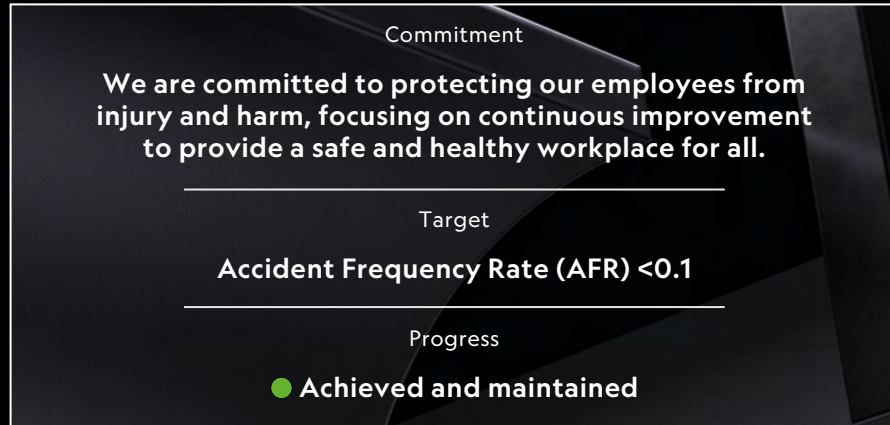 Commitment
We are committed to protecting our employees from
injury and harm, focusing on continuous improvement
to provide a safe and healthy workplace for all.
Target
Accident Frequency Rate (AFR) <0.1
Progress
Achieved and maintained